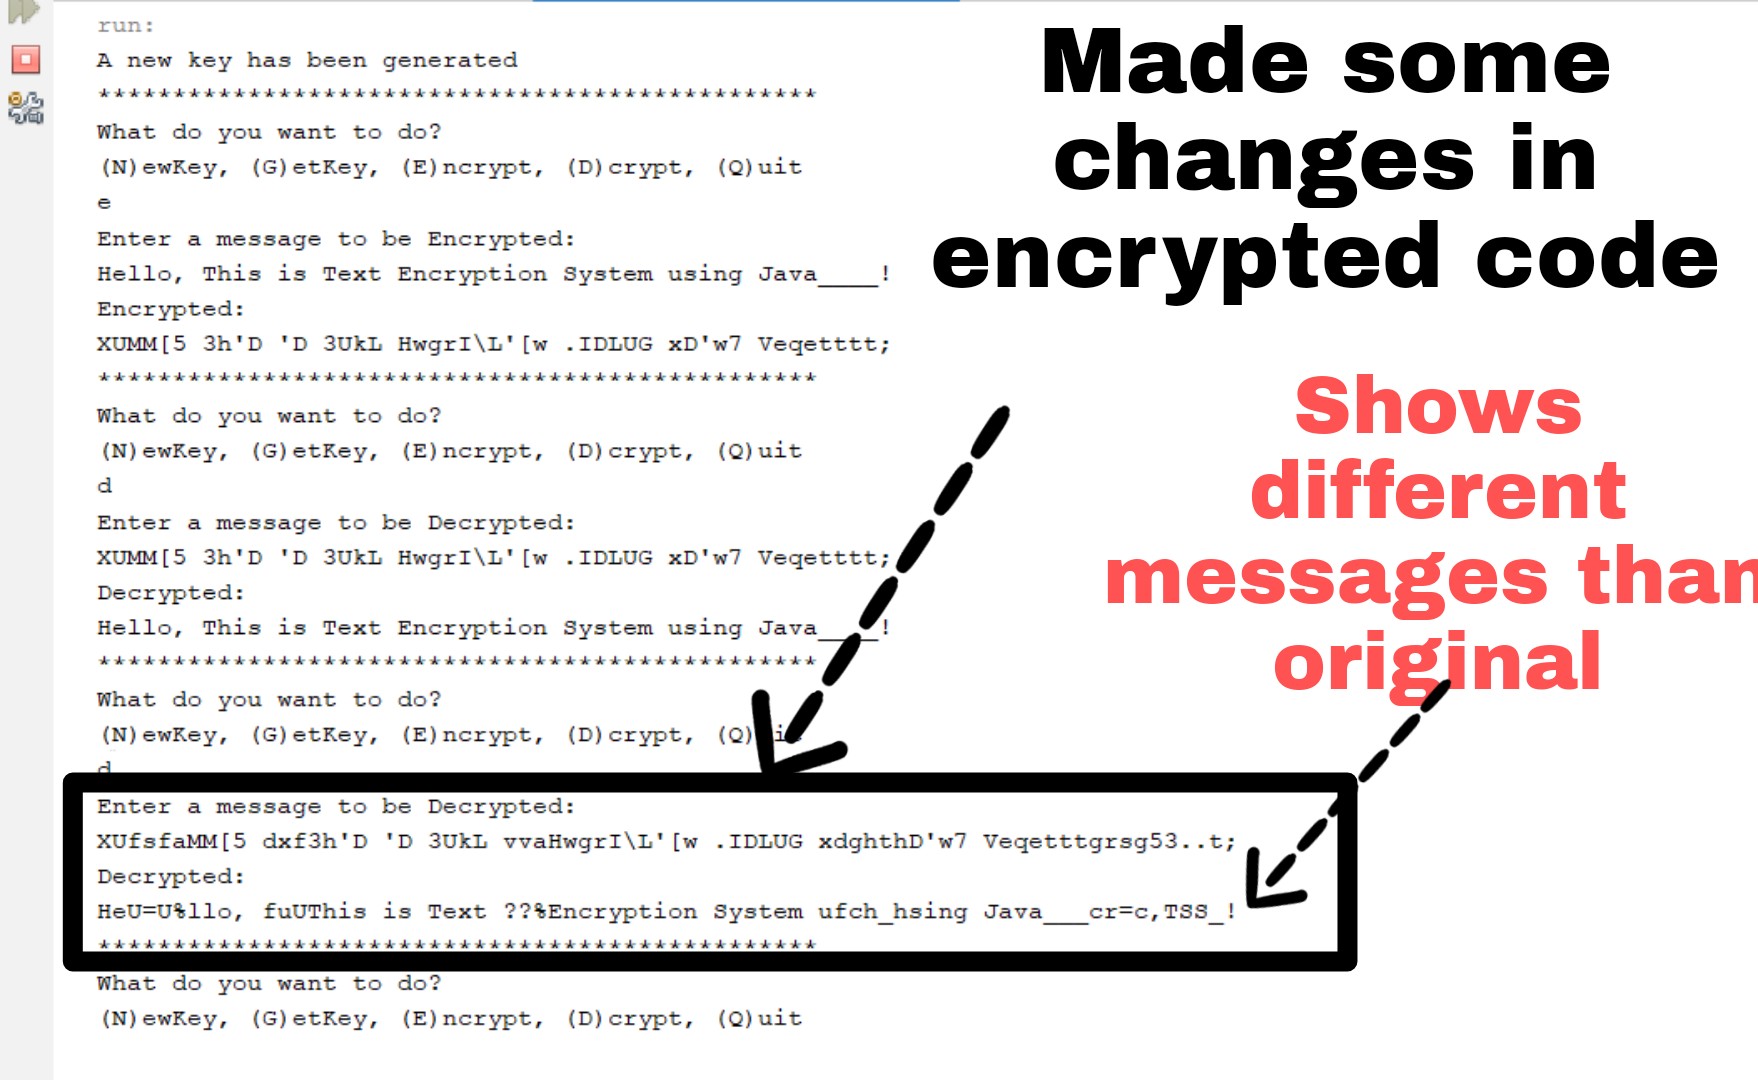 run:
A new key has been generated
************************************************
What do you want to do?
(N)ewKey, (G)etKey, (E)ncrypt, (D)crypt, (Q)uit
e
Enter a message to be Encrypted:
Hello, This is Text Encryption System using Java____!
Encrypted:
XUMM[5 3h'D 'D 3UkL HwgrI\L'[w .IDLUG xD'w7 Veqetttt;
************************************************
What do you want to do?
(N)ewKey, (G)etKey, (E)ncrypt, (D)crypt, (Q)uit
d
Enter a message to be Decrypted:
XUMM[5 3h'D 'D 3UkL HwgrI\L'[w .IDLUG xD'w7 Veqetttt;
Decrypted:
Hello, This is Text Encryption System using Java____!
************************************************
What do you want to do?
(N)ewKey, (G)etKey, (E)ncrypt, (D)crypt,
d
Enter a message to be Decrypted:
XUfsfaMM[5 dxf3h'D 'D 3UkL vvaHwgrI\L'[w .IDLUG xdghthD'w7 Veqetttgrsg53..t;
Decrypted:
HeU=U%llo, fuUThis is Text ??%Encryption System ufch_hsing Java___cr=c,TSS_!
************************************************
What do you want to do?
(N)ewKey, (G)etKey, (E)ncrypt, (D)crypt, (Q)uit
Made some
changes in
encrypted code
Shows
different
messages than
original